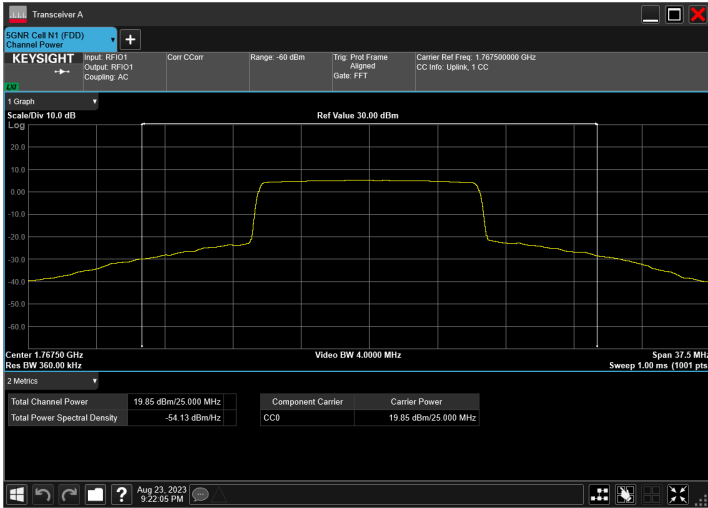 Transceiver A
5GNR Cell N1 (FDD)
Channel Power
KEYSIGHT
Input: RFIO1
Output: RFIO1
Coupling: AC
Corr CCorr
Range: -60 dBm
Trig: Prot Frame
Aligned
Gate: FFT
Carrier Ref Freq: 1.767500000 GHz
CC Info: Uplink, 1 CC
LXI
1 Graph
Scale/Div 10.0 dB
Ref Value 30.00 dBm
Log
20.0
10.0
0.00
-10.0
-20.0
-30.0
-40.0
-50.0
-60.0
Center 1.76750 GHz
Video BW 4.0000 MHz
Span 37.5 MHz
Res BW 360.00 kHz
Sweep 1.00 ms (1001 pts
2 Metrics
Total Channel Power 19.85 dBm/25.000 MHz
Total Power Spectral Density -54.13 dBm/Hz
Component Carrier Carrier Power
CC0 19.85 dBm/25.000 MHz
?
Aug 23, 2023
9:22:05 PM